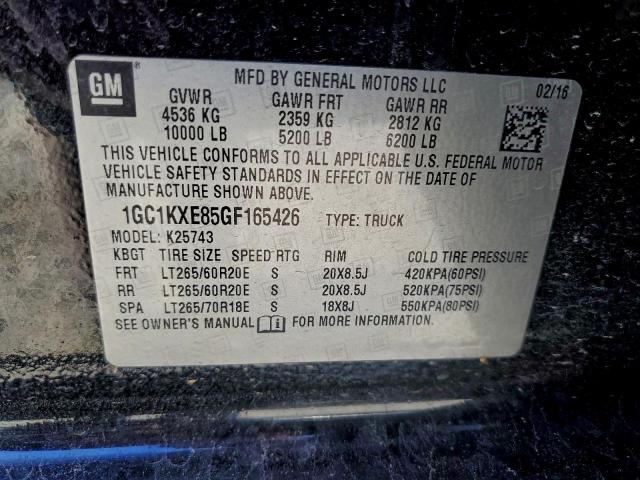 GM
MFD BY GENERAL MOTORS LLC 02/16
GVWR GAWR FRT GAWR RR
4536 KG 2359 KG 2812 KG
10000 LB 5200 LB 6200 LB
THIS VEHICLE CONFORMS TO ALL APPLICABLE U.S. FEDERAL MOTOR
VEHICLE SAFETY STANDARDS IN EFFECT ON THE DATE OF
MANUFACTURE SHOWN ABOVE.
1GC1KXE85GF165426 TYPE: TRUCK
MODEL: K25743
KBGT TIRE SIZE SPEED RTG RIM COLD TIRE PRESSURE
FRT LT265/60R20E S 20X8.5J 420KPA(60PSI)
RR LT265/60R20E S 20X8.5J 520KPA(75PSI)
SPA LT265/70R18E S 18X8J 550KPA(80PSI)
SEE OWNER'S MANUAL FOR MORE INFORMATION.